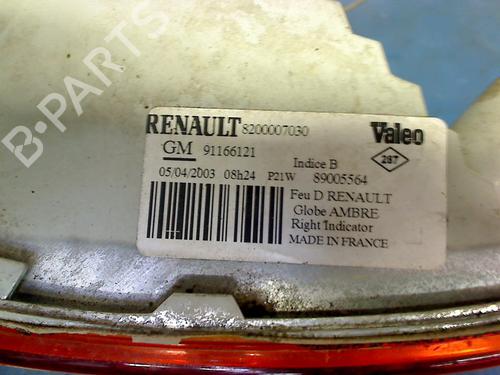 RENAULT 8200007030 Valeo
GM 91166121 287
Indice B
05/04/2003 08h24 P21W 89005564
Feu D RENAULT
Globe AMBRE
Right Indicator
MADE IN FRANCE
B-PARTS